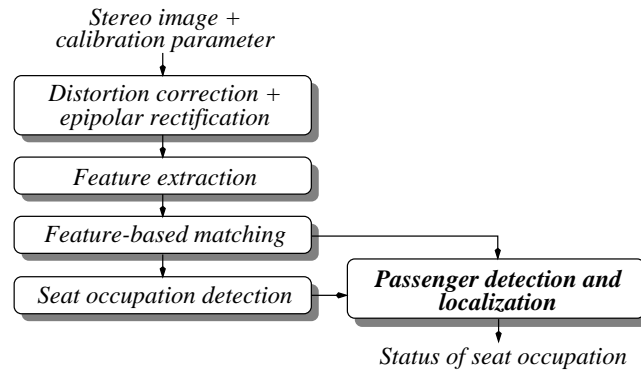 Stereo image +
calibration parameter
Distortion correction +
epipolar rectification
Feature extraction
Feature-based matching
Seat occupation detection
Passenger detection and
localization
Status of seat occupation